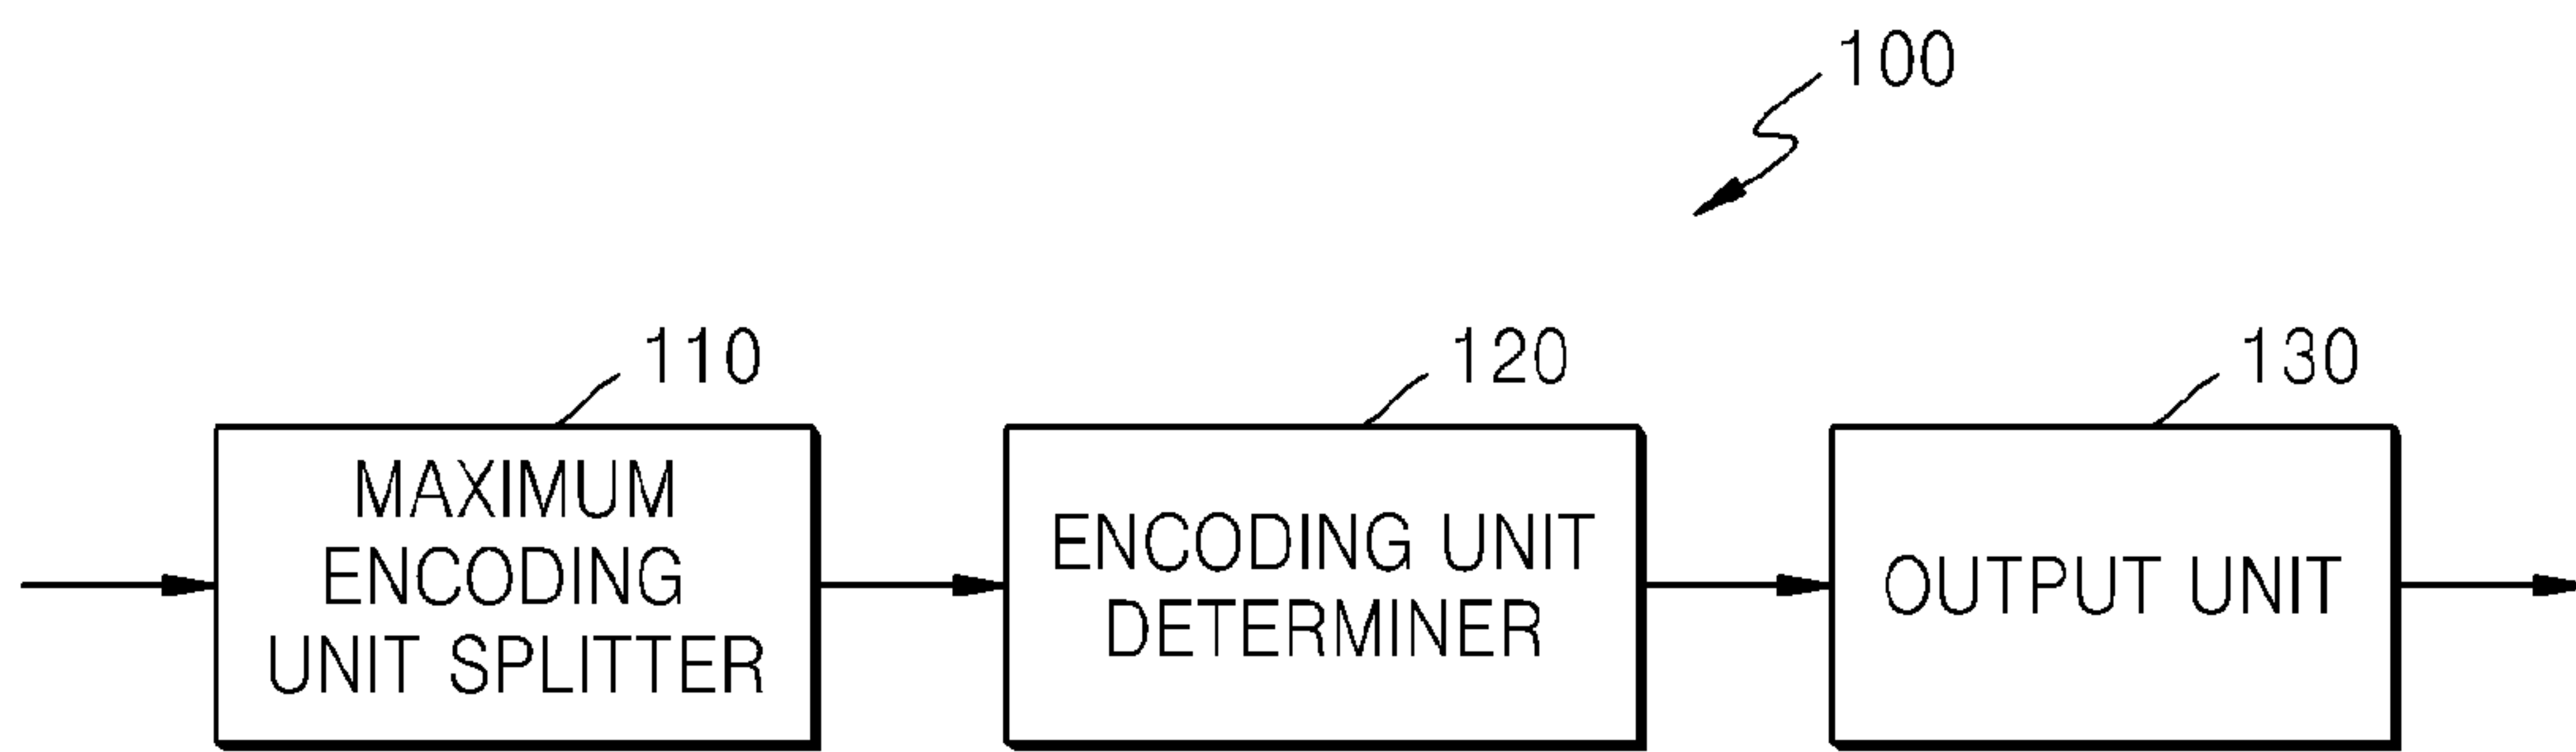 100
110
120
130
MAXIMUM
ENCODING
UNIT SPLITTER
ENCODING UNIT
DETERMINER
OUTPUT UNIT